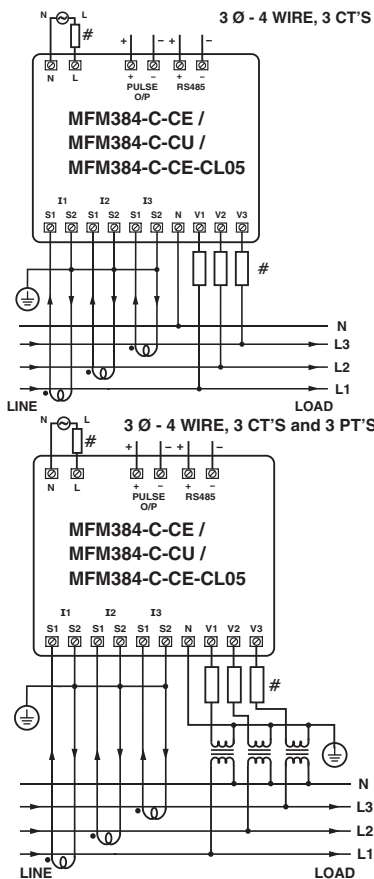 3 Ø - 4 WIRE, 3 CT'S
N L #
+ − + −
N L + − + −
PULSE O/P RS485
MFM384-C-CE /
MFM384-C-CU /
MFM384-C-CE-CL05
I1 I2 I3
S1 S2 S1 S2 S1 S2 N V1 V2 V3
#
N
L3
L2
L1
LINE LOAD
3 Ø - 4 WIRE, 3 CT'S and 3 PT'S
N L #
+ − + −
N L + − + −
PULSE O/P RS485
MFM384-C-CE /
MFM384-C-CU /
MFM384-C-CE-CL05
I1 I2 I3
S1 S2 S1 S2 S1 S2 N V1 V2 V3
#
N
L3
L2
L1
LINE LOAD